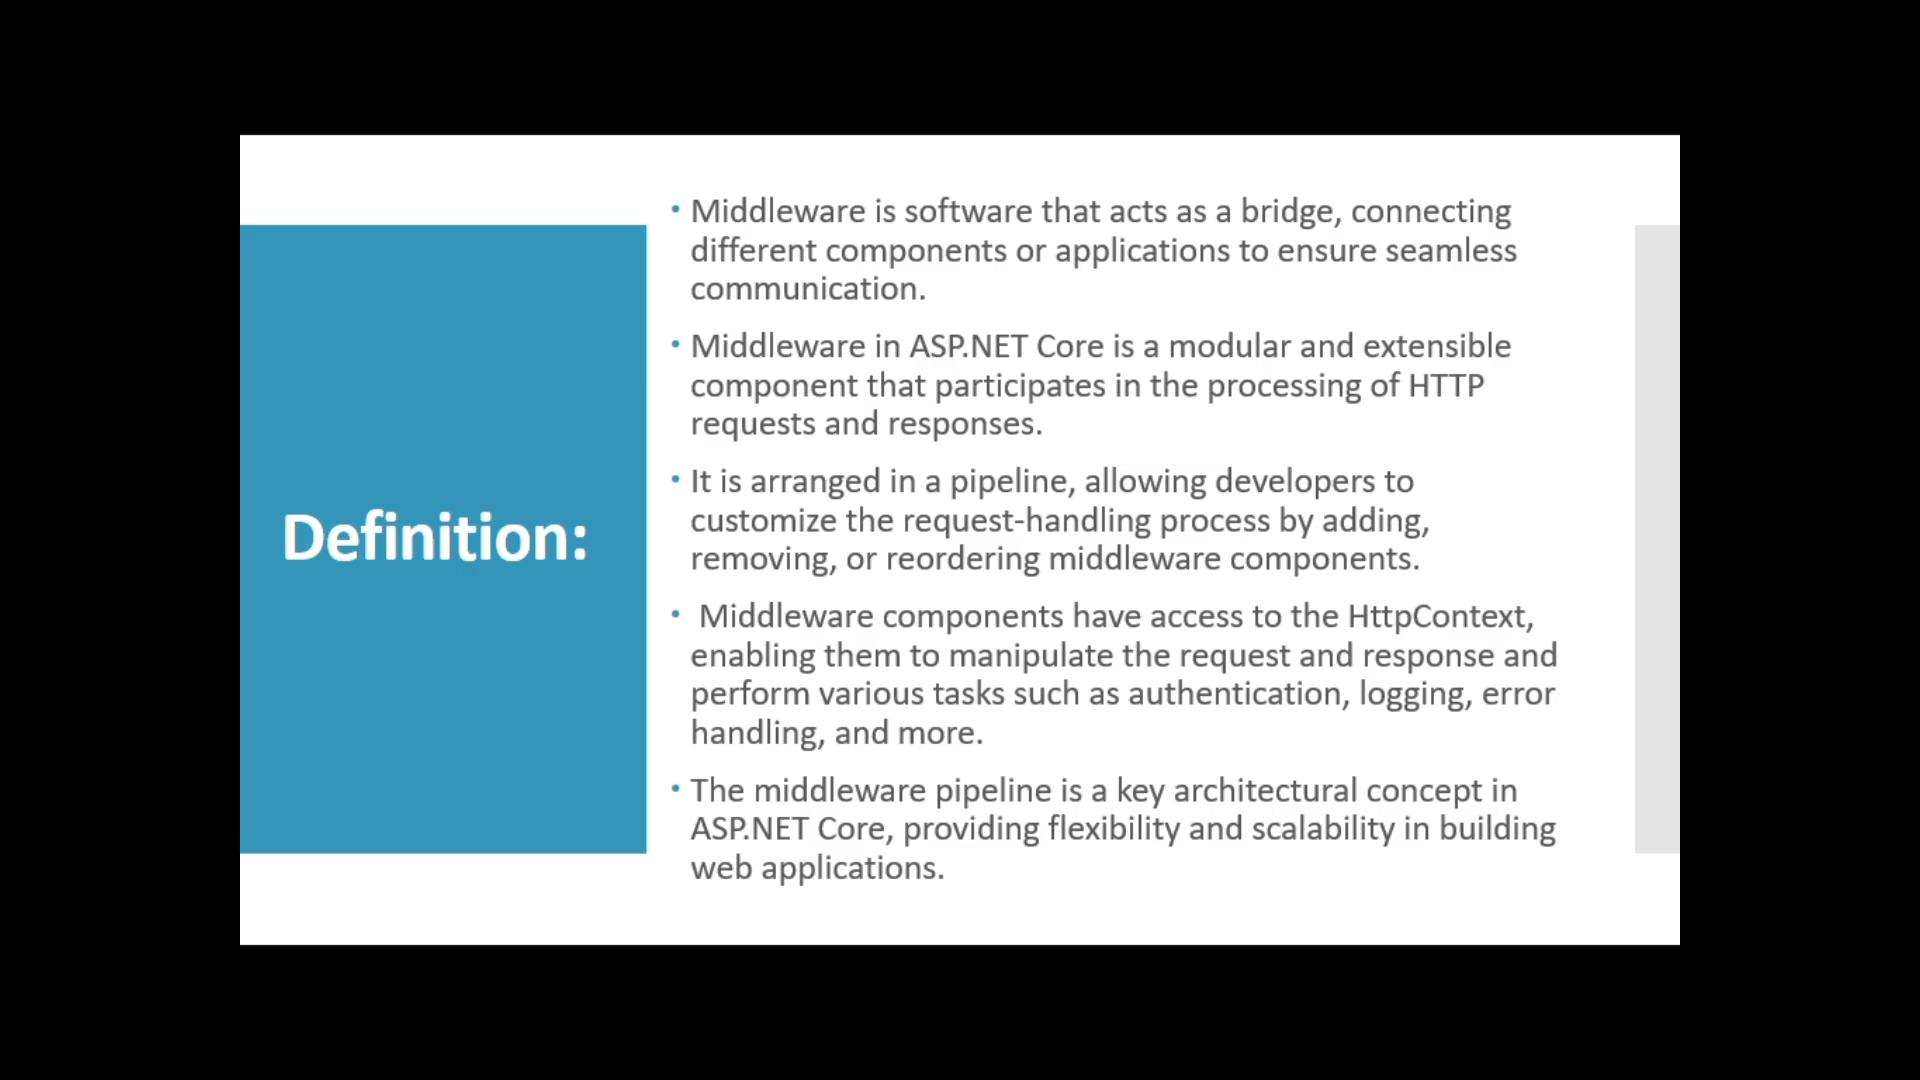 Definition:
• Middleware is software that acts as a bridge, connecting
different components or applications to ensure seamless
communication.
• Middleware in ASP.NET Core is a modular and extensible
component that participates in the processing of HTTP
requests and responses.
• It is arranged in a pipeline, allowing developers to
customize the request-handling process by adding,
removing, or reordering middleware components.
• Middleware components have access to the HttpContext,
enabling them to manipulate the request and response and
perform various tasks such as authentication, logging, error
handling, and more.
• The middleware pipeline is a key architectural concept in
ASP.NET Core, providing flexibility and scalability in building
web applications.